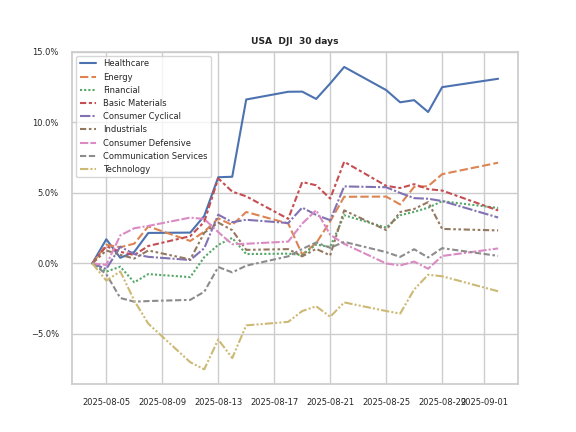 USA DJI 30 days
15.0%
10.0%
5.0%
0.0%
−5.0%
Healthcare
Energy
Financial
Basic Materials
Consumer Cyclical
Industrials
Consumer Defensive
Communication Services
Technology
2025-08-05 2025-08-09 2025-08-13 2025-08-17 2025-08-21 2025-08-25 2025-08-29 2025-09-01